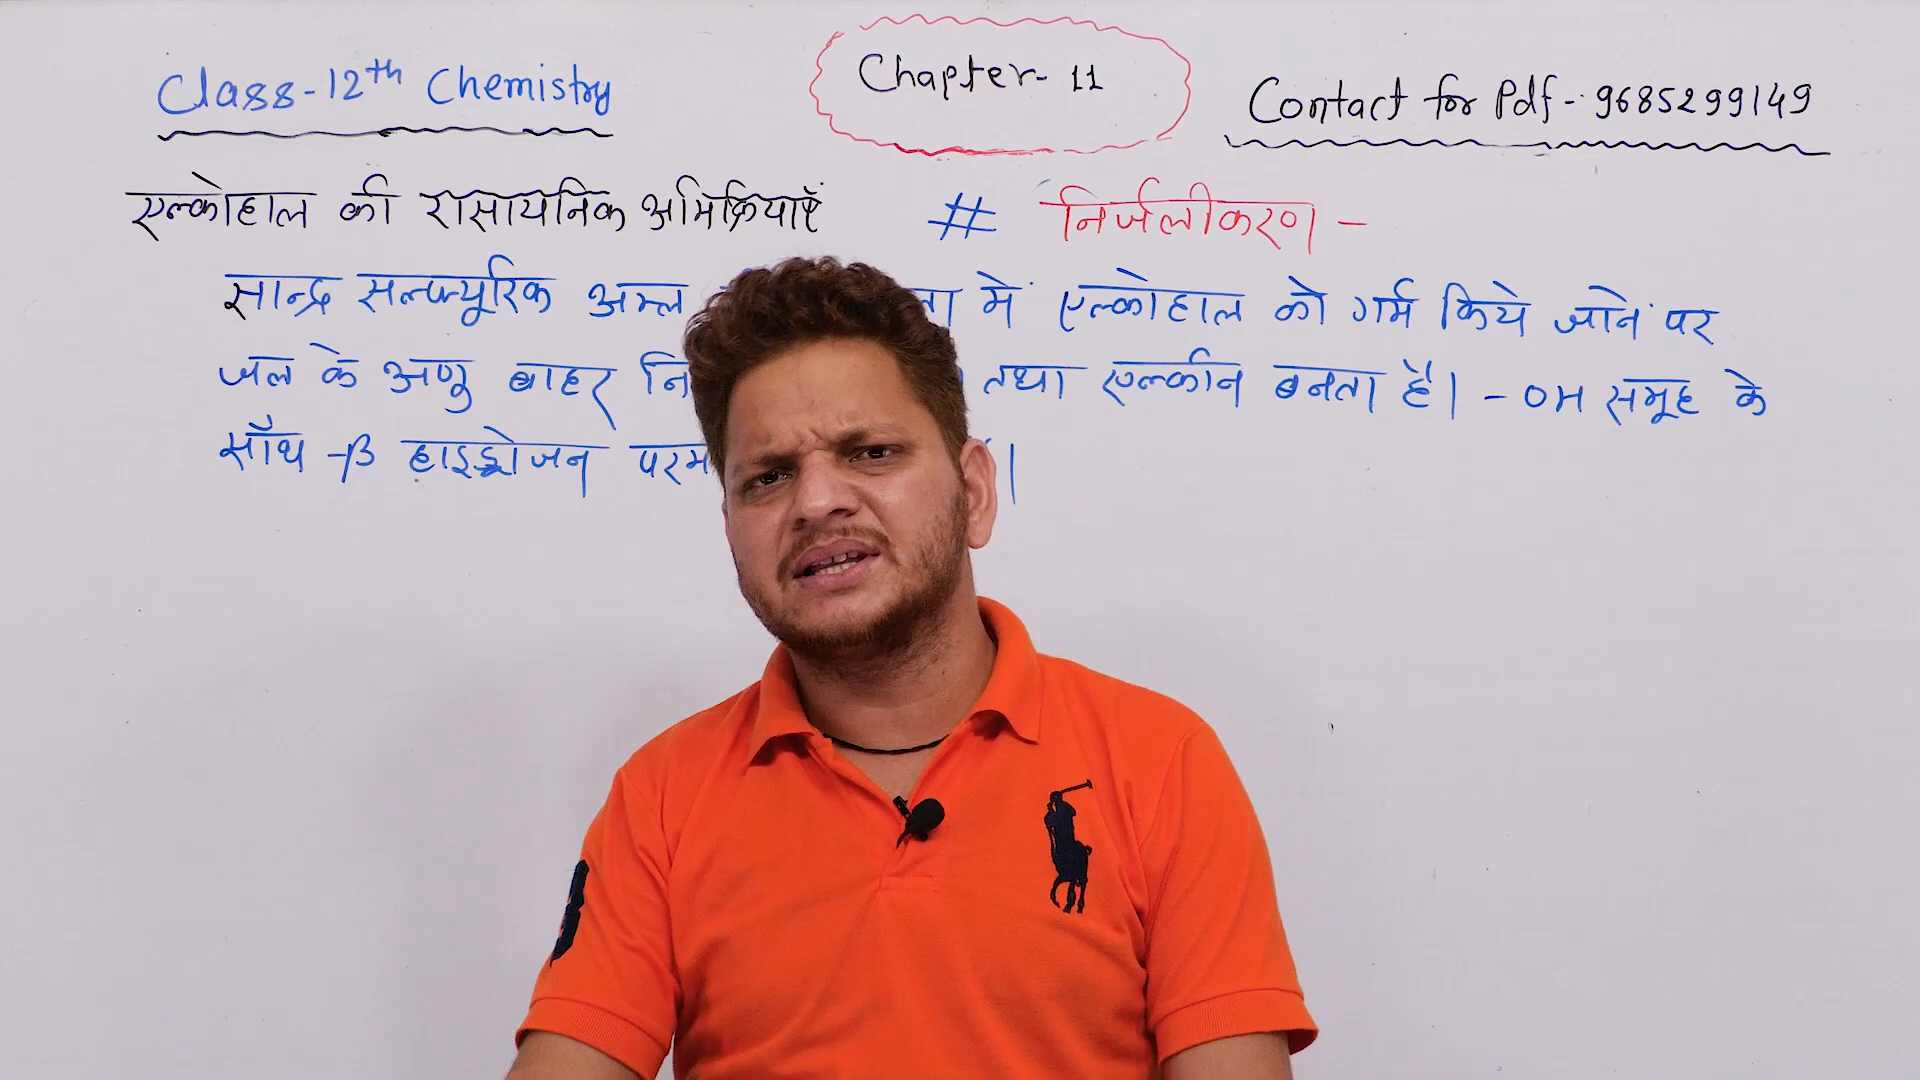 Class-12th Chemistry
Chapter- 11
Contact for Pdf - 9685299149
एल्कोहाल की रासायनिक अभिक्रियाएँ # निर्जलीकरण -
सान्द्र सल्फ्यूरिक अम्ल में एल्कोहाल को गर्म किये जाने पर
जल के अणु बाहर तथा एल्कीन बनता है। - OH समूह के
साथ -β हाइड्रोजन